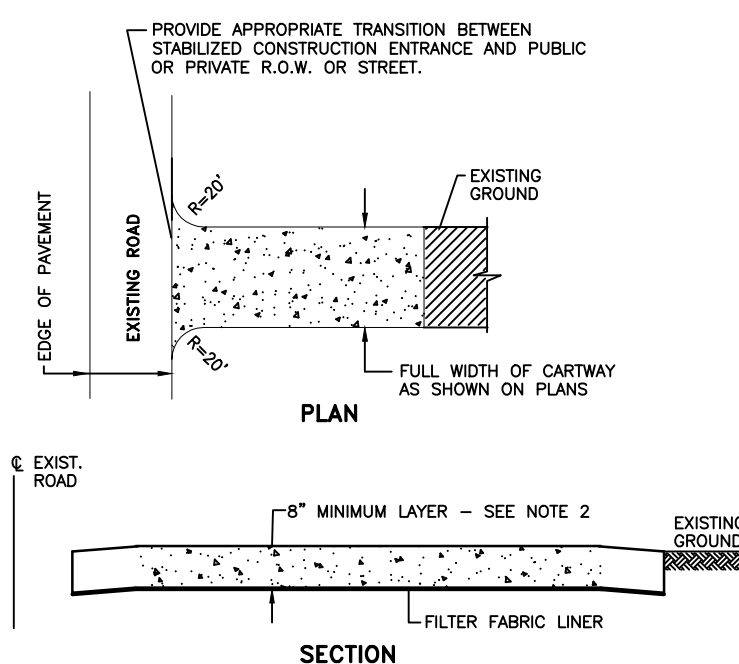 PROVIDE APPROPRIATE TRANSITION BETWEEN
STABILIZED CONSTRUCTION ENTRANCE AND PUBLIC
OR PRIVATE R.O.W. OR STREET.
EXISTING
GROUND
R=20'
EDGE OF PAVEMENT
EXISTING ROAD
R=20'
FULL WIDTH OF CARTWAY
AS SHOWN ON PLANS
PLAN
℄ EXIST.
ROAD
8" MINIMUM LAYER – SEE NOTE 2
EXISTING
GROUND
FILTER FABRIC LINER
SECTION